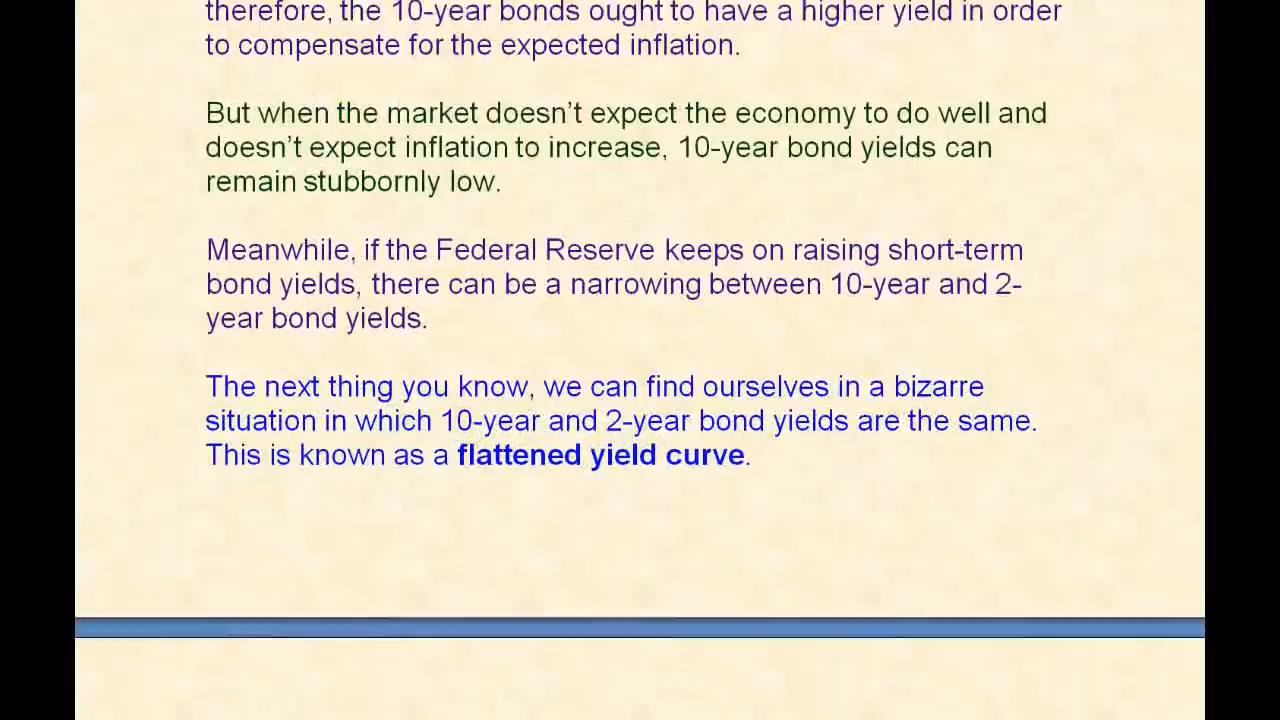 therefore, the 10-year bonds ought to have a higher yield in order
to compensate for the expected inflation.
But when the market doesn’t expect the economy to do well and
doesn’t expect inflation to increase, 10-year bond yields can
remain stubbornly low.
Meanwhile, if the Federal Reserve keeps on raising short-term
bond yields, there can be a narrowing between 10-year and 2-
year bond yields.
The next thing you know, we can find ourselves in a bizarre
situation in which 10-year and 2-year bond yields are the same.
This is known as a flattened yield curve.